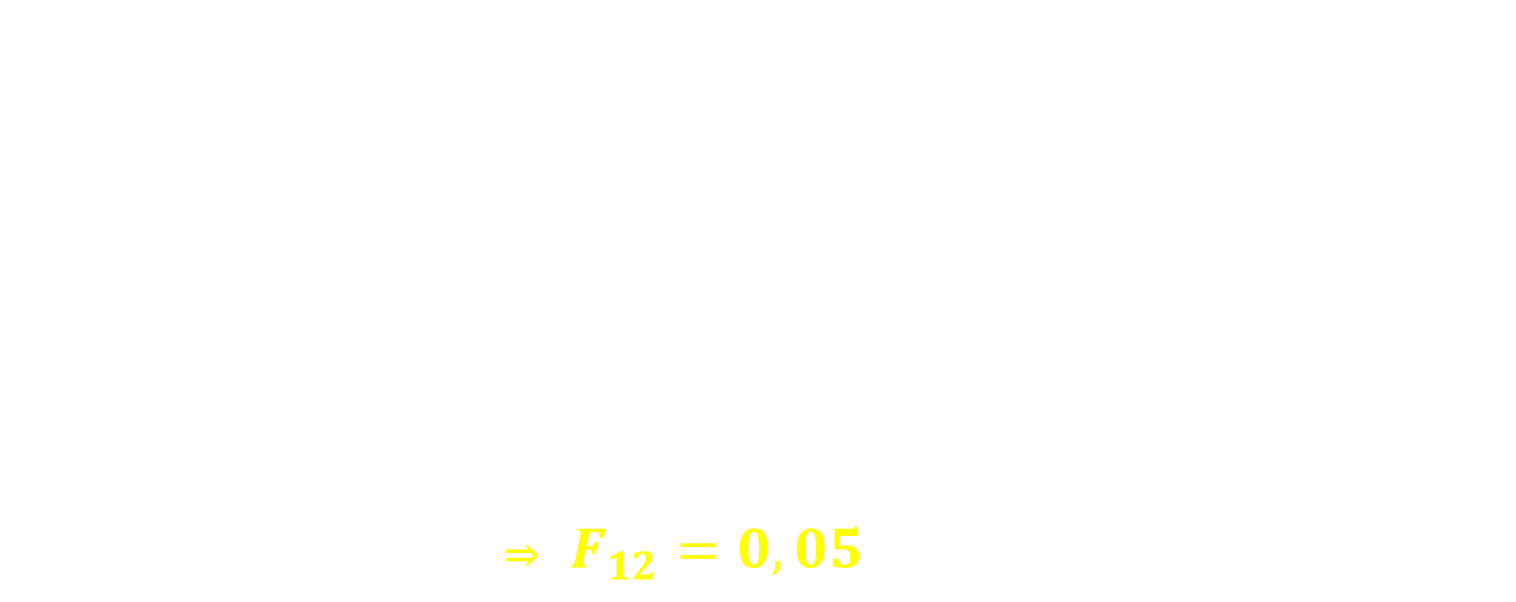 ⇒ F₁₂ = 0,05